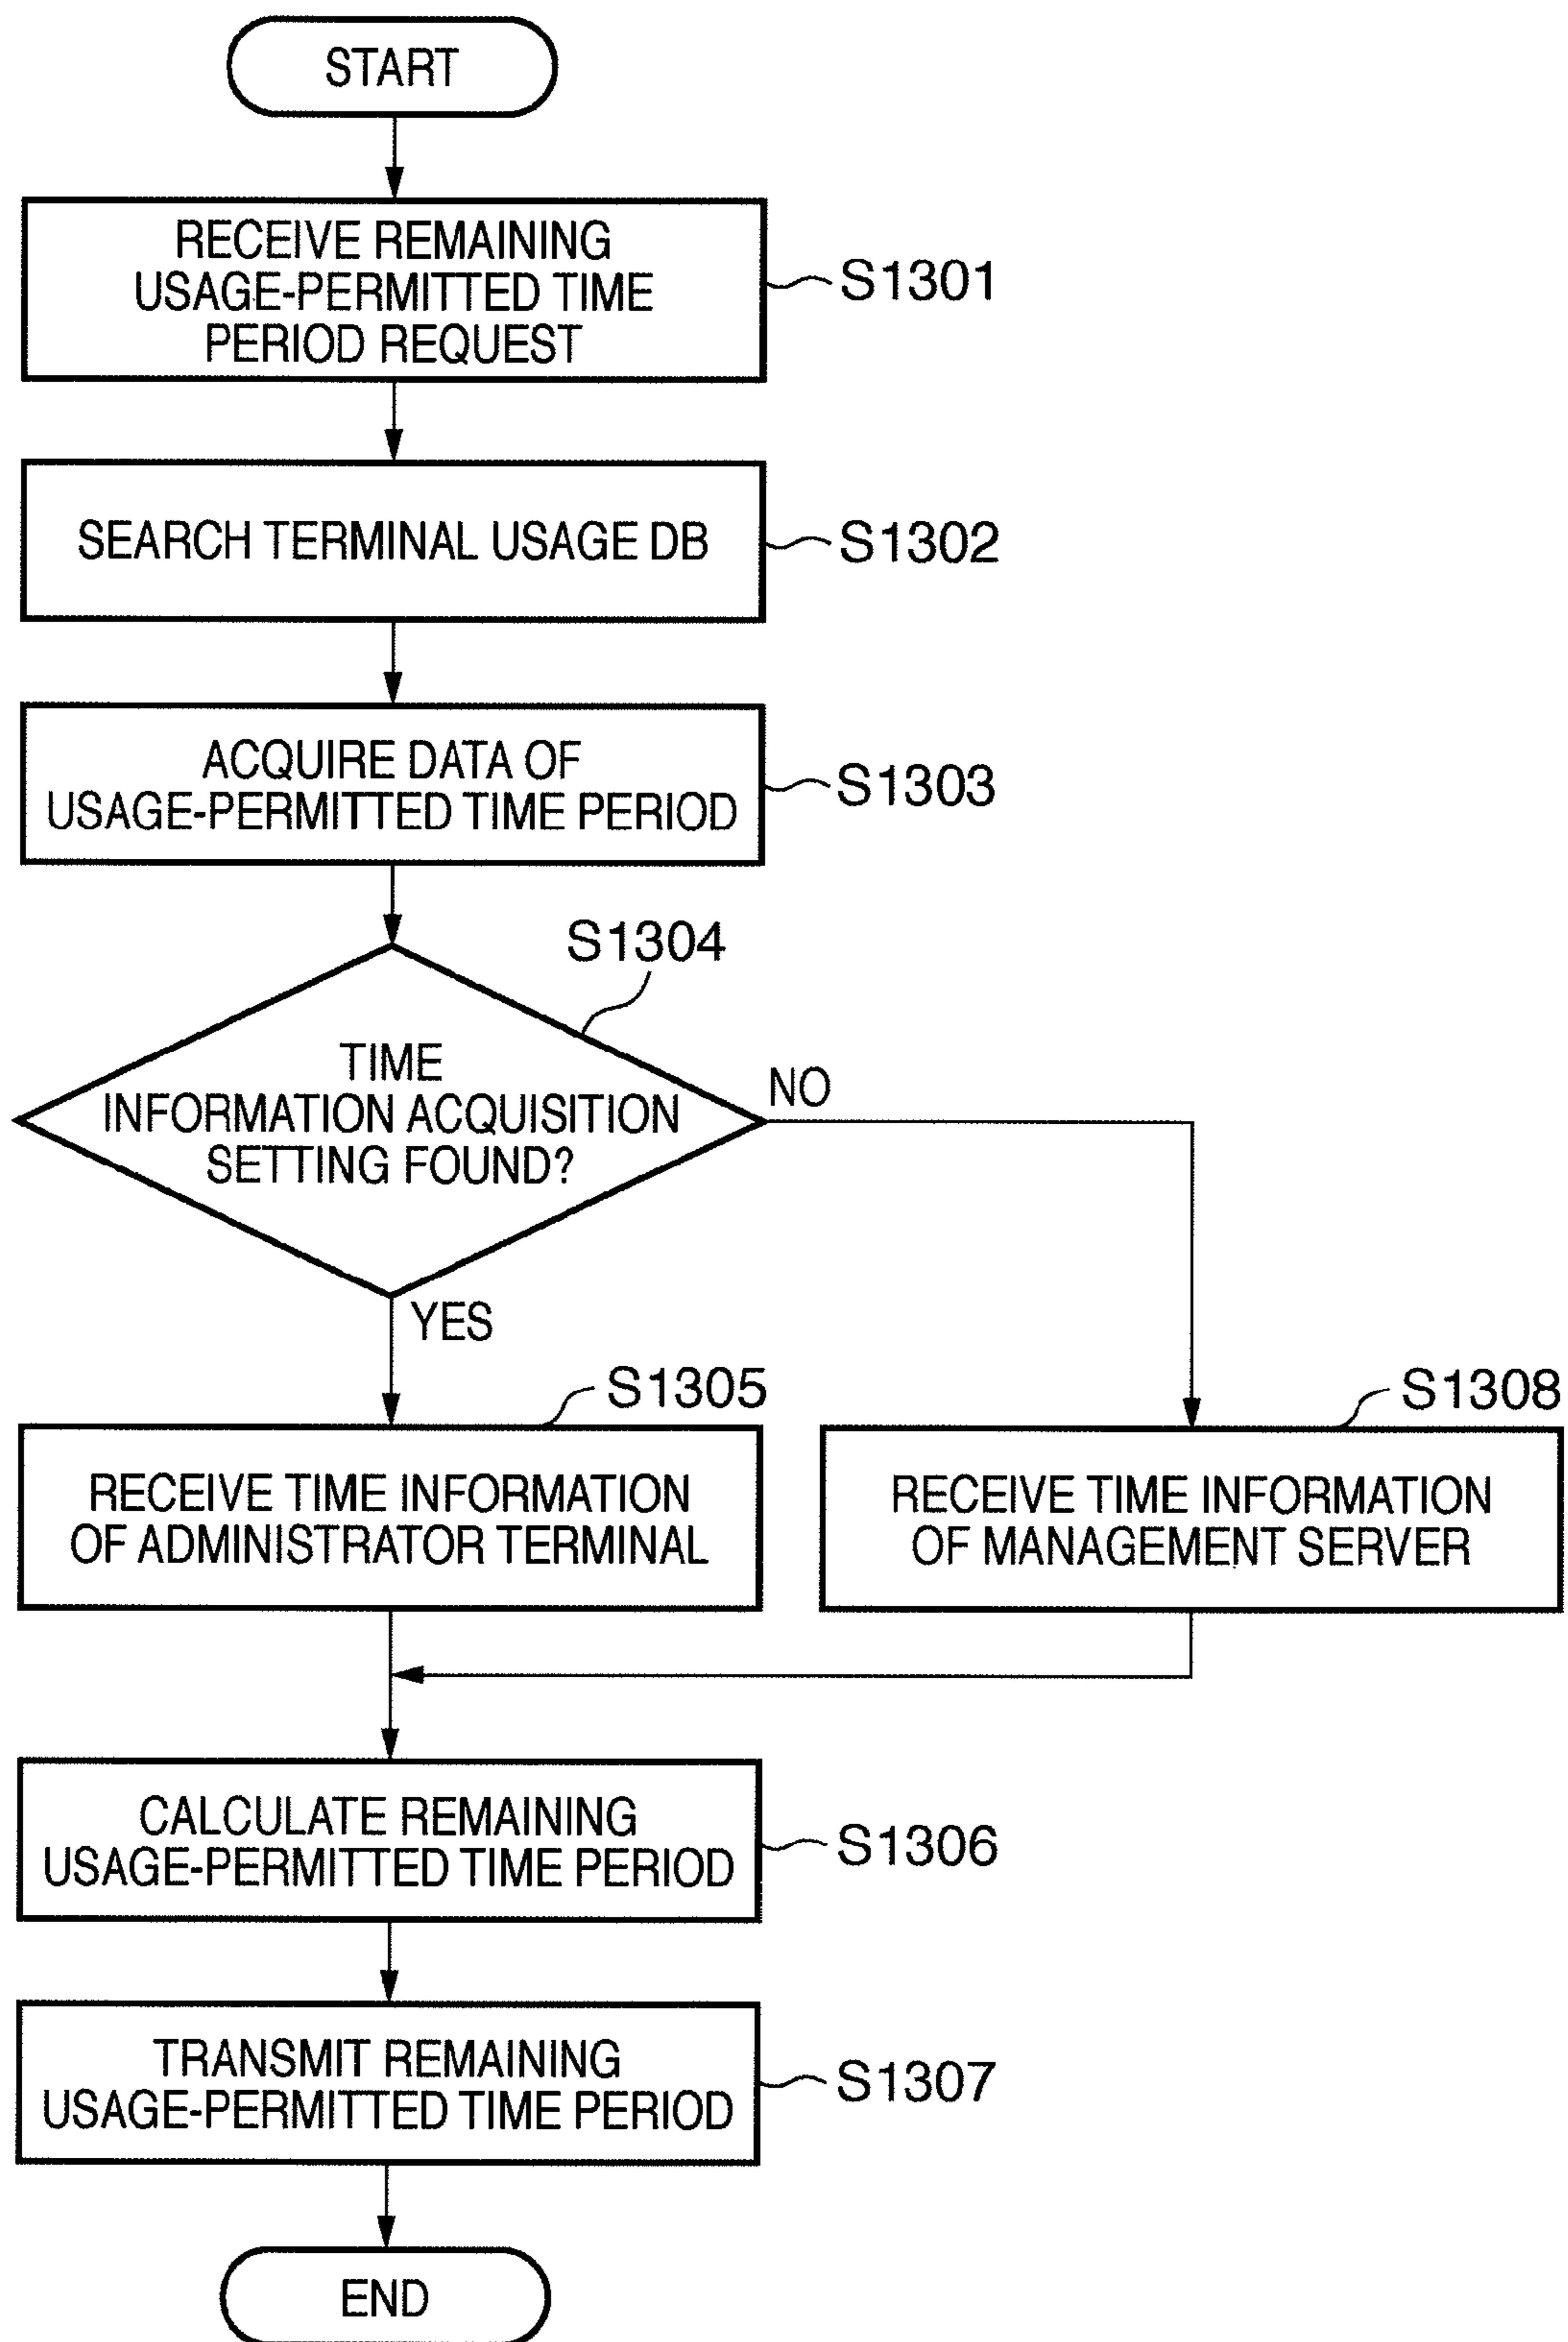 START
RECEIVE REMAINING
USAGE-PERMITTED TIME
PERIOD REQUEST
S1301
SEARCH TERMINAL USAGE DB
S1302
ACQUIRE DATA OF
USAGE-PERMITTED TIME PERIOD
S1303
S1304
TIME
INFORMATION ACQUISITION
SETTING FOUND?
NO
YES
S1305
RECEIVE TIME INFORMATION
OF ADMINISTRATOR TERMINAL
S1308
RECEIVE TIME INFORMATION
OF MANAGEMENT SERVER
CALCULATE REMAINING
USAGE-PERMITTED TIME PERIOD
S1306
TRANSMIT REMAINING
USAGE-PERMITTED TIME PERIOD
S1307
END